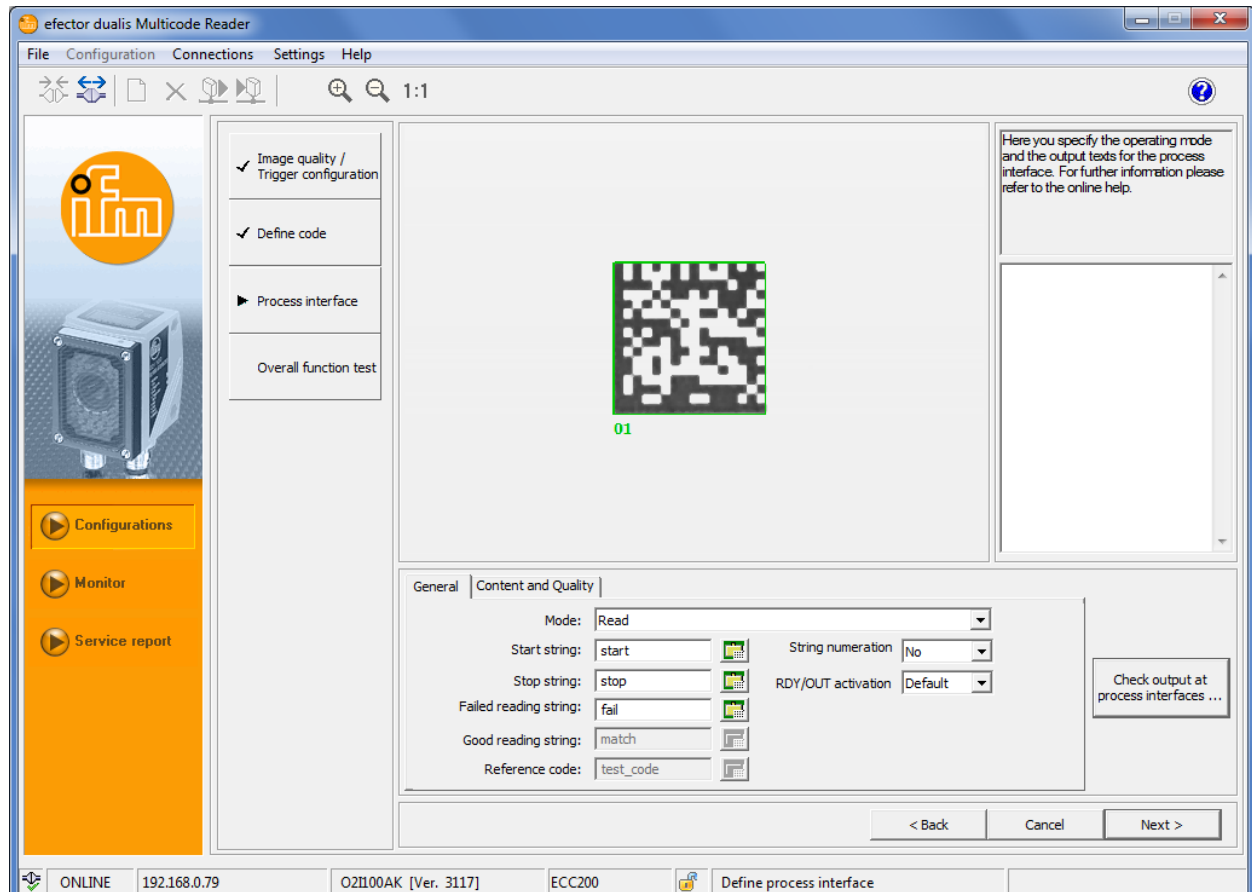 efector dualis Multicode Reader
File Configuration Connections Settings Help
1:1
ifm
Image quality /
Trigger configuration
Define code
Process interface
Overall function test
Here you specify the operating mode
and the output texts for the process
interface. For further information please
refer to the online help.
01
Configurations
Monitor
Service report
General Content and Quality
Mode: Read
Start string: start
String numeration No
Stop string: stop
RDY/OUT activation Default
Failed reading string: fail
Good reading string: match
Reference code: test_code
Check output at
process interfaces ...
< Back Cancel Next >
ONLINE 192.168.0.79 O2I100AK [Ver. 3117] ECC200 Define process interface